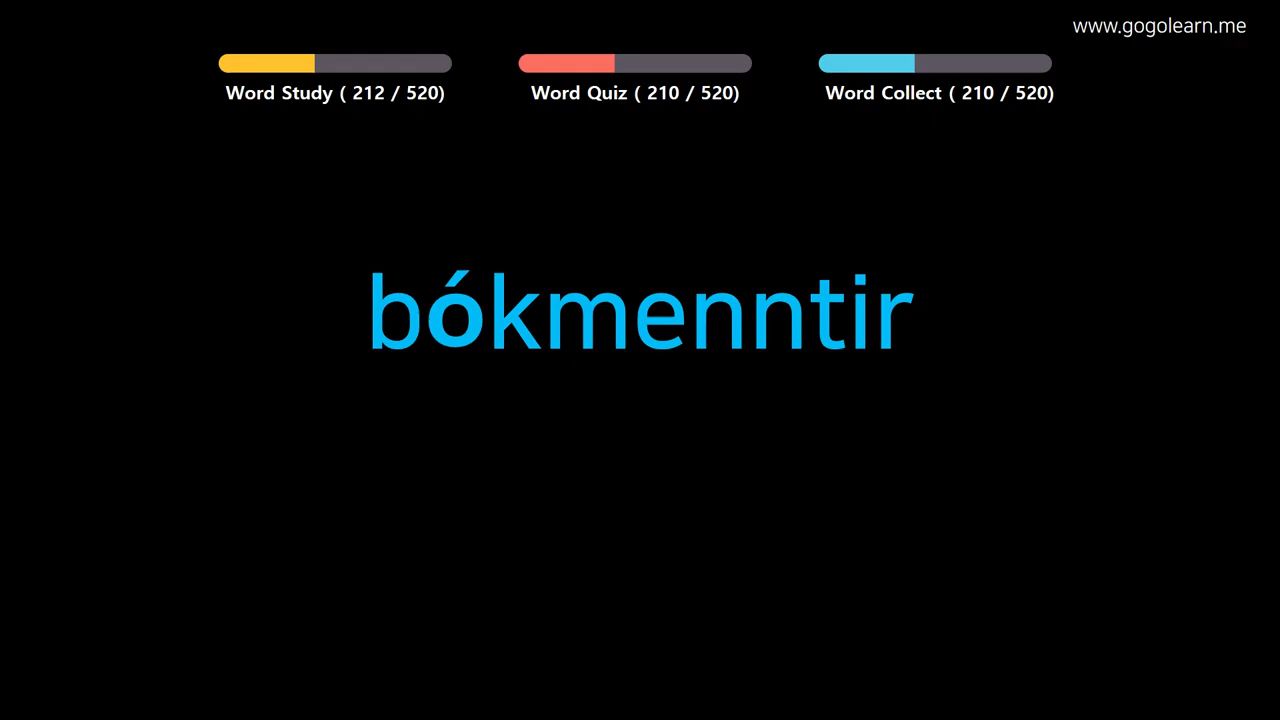 www.gogolearn.me
Word Study ( 212 / 520)
Word Quiz ( 210 / 520)
Word Collect ( 210 / 520)
bókmenntir